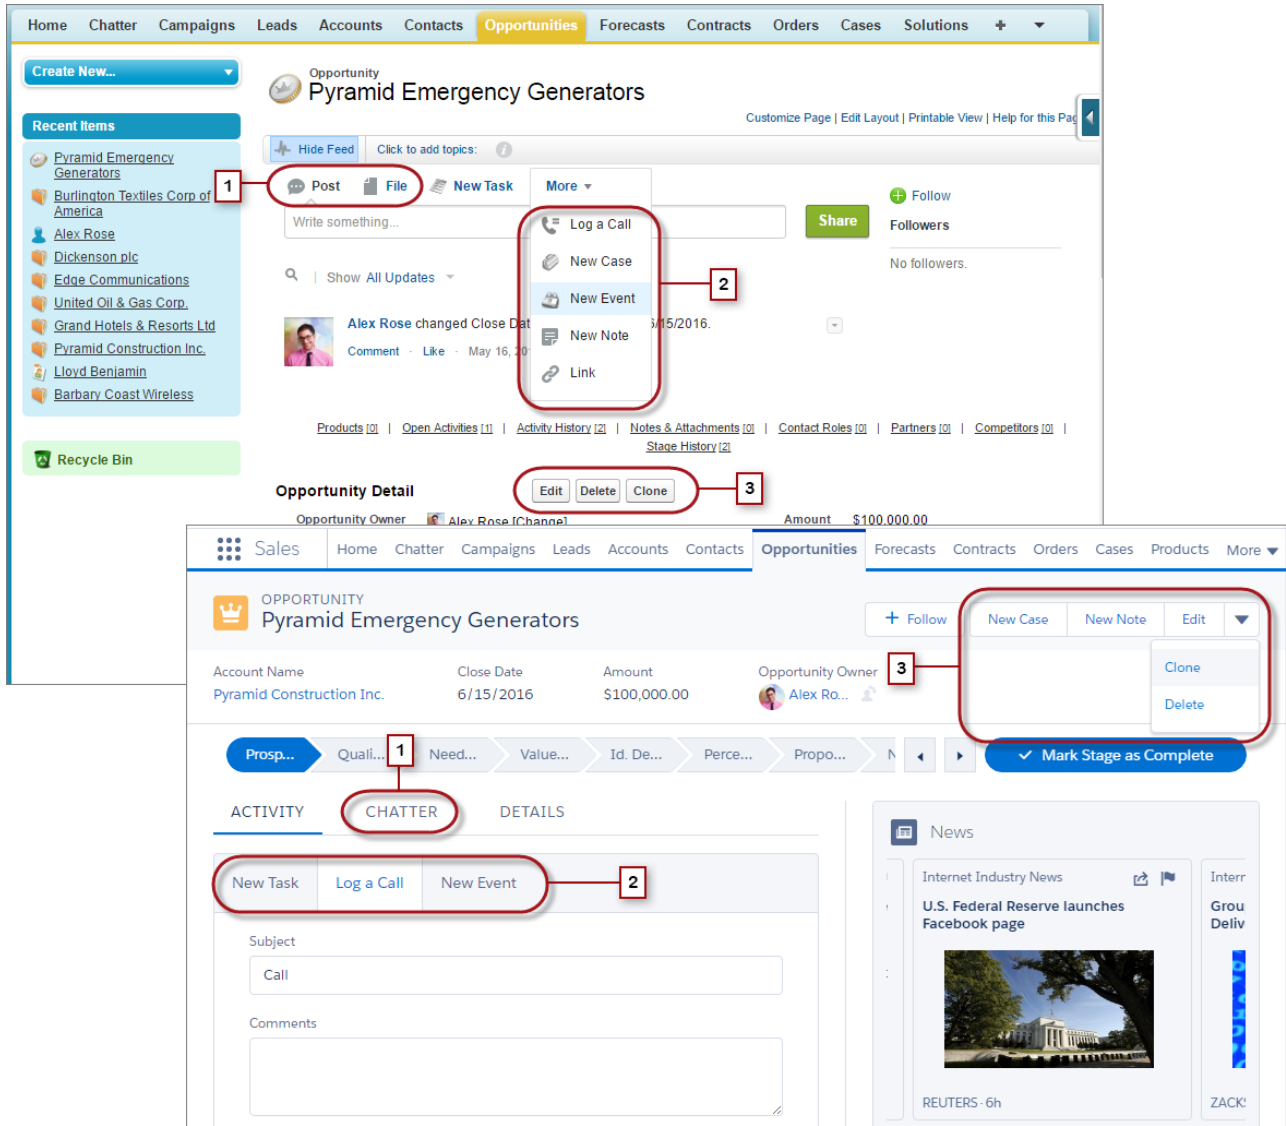 Home Chatter Campaigns Leads Accounts Contacts Opportunities Forecasts Contracts Orders Cases Solutions +
Create New...
Recent Items
Pyramid Emergency
Generators
Burlington Textiles Corp of
America
Alex Rose
Dickenson plc
Edge Communications
United Oil & Gas Corp.
Grand Hotels & Resorts Ltd
Pyramid Construction Inc.
Lloyd Benjamin
Barbary Coast Wireless
Recycle Bin
Opportunity
Pyramid Emergency Generators
Customize Page | Edit Layout | Printable View | Help for this Pag
Hide Feed Click to add topics:
1
Post File New Task More
Write something...
Share
Log a Call
New Case
New Event
New Note
Link
2
Follow
Followers
No followers.
Show All Updates
Alex Rose changed Close Dat 6/15/2016.
Comment · Like · May 16, 20
Products [0] | Open Activities [1] | Activity History [2] | Notes & Attachments [0] | Contact Roles [0] | Partners [0] | Competitors [0] |
Stage History [2]
Opportunity Detail Edit Delete Clone
3
Opportunity Owner Alex Rose [Change] Amount $100,000.00
Sales Home Chatter Campaigns Leads Accounts Contacts Opportunities Forecasts Contracts Orders Cases Products More
OPPORTUNITY
Pyramid Emergency Generators
+ Follow New Case New Note Edit
Clone
Delete
3
Account Name Close Date Amount Opportunity Owner
Pyramid Construction Inc. 6/15/2016 $100,000.00 Alex Ro...
1
Prosp... Quali... Need... Value... Id. De... Perce... Propo... N
Mark Stage as Complete
ACTIVITY CHATTER DETAILS
New Task Log a Call New Event
2
Subject
Call
Comments
News
Internet Industry News
U.S. Federal Reserve launches
Facebook page
REUTERS · 6h
Interr
Grou
Deliv
ZACKS